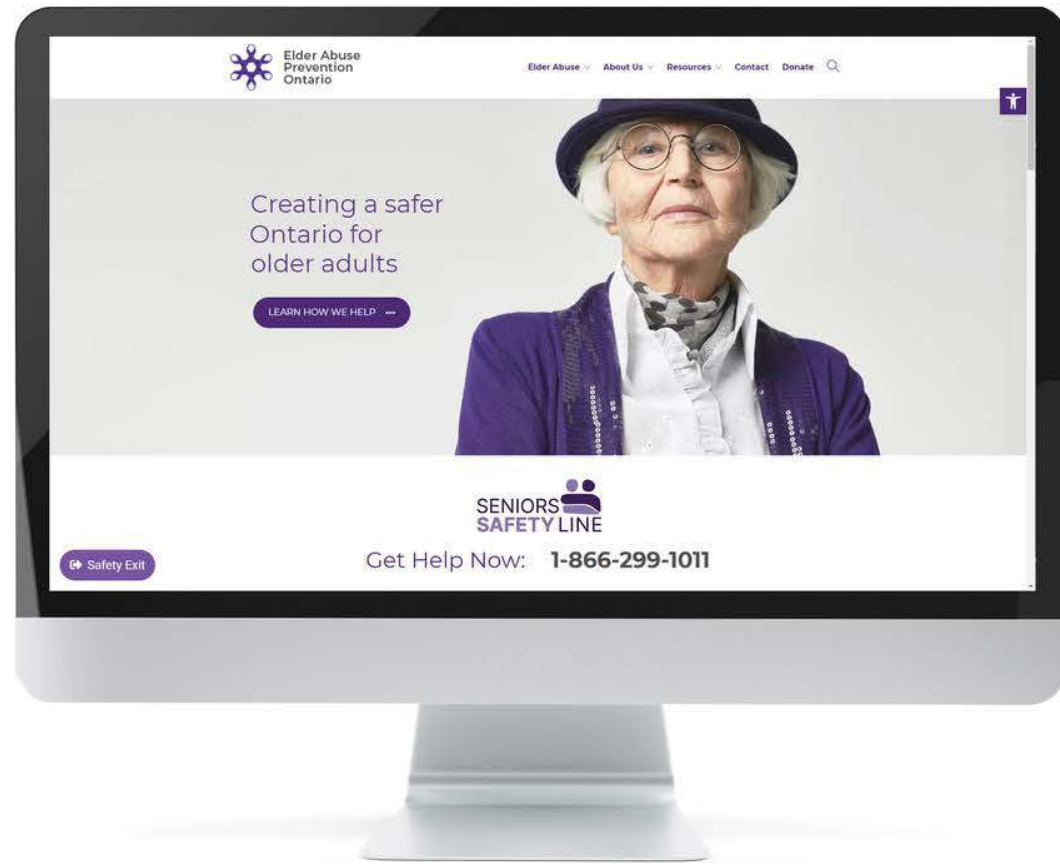 Elder Abuse
Prevention
Ontario
Elder Abuse About Us Resources Contact Donate
Creating a safer
Ontario for
older adults
LEARN HOW WE HELP
SENIORS
SAFETY LINE
Get Help Now: 1-866-299-1011
Safety Exit